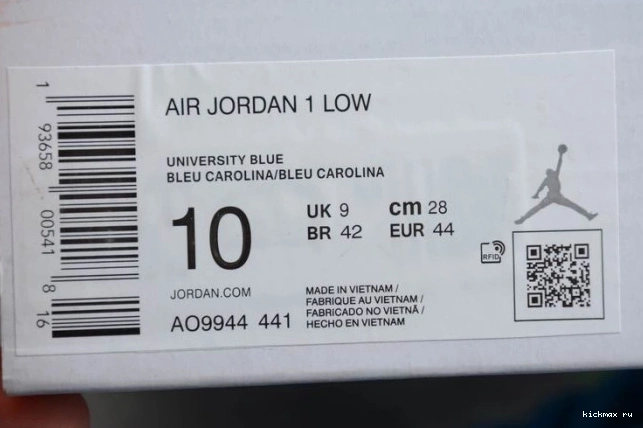 AIR JORDAN 1 LOW
UNIVERSITY BLUE
BLEU CAROLINA/BLEU CAROLINA
10
UK 9
cm 28
BR 42
EUR 44
RFID
JORDAN.COM
AO9944 441
MADE IN VIETNAM /
FABRIQUE AU VIETNAM /
FABRICADO NO VIETNÃ /
HECHO EN VIETNAM
1 93658 00541 8 16
kickmax ru